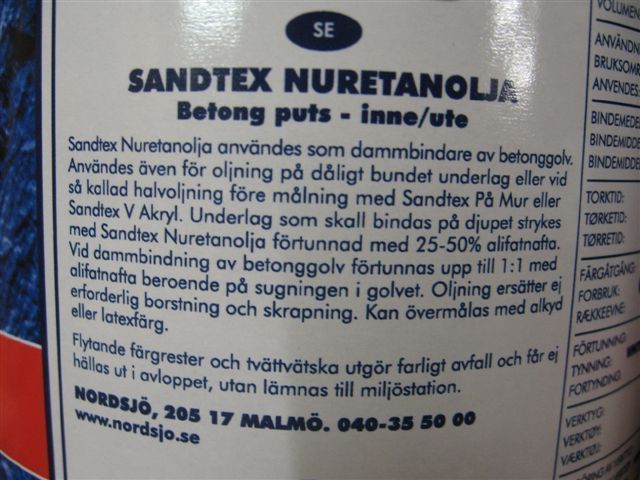 SE
SANDTEX NURETANOLJA
Betong puts - inne/ute
Sandtex Nuretanolja användes som dammbindare av betonggolv.
Användes även för oljning på dåligt bundet underlag eller vid
så kallad halvoljning före målning med Sandtex På Mur eller
Sandtex V Akryl. Underlag som skall bindas på djupet strykes
med Sandtex Nuretanolja förtunnad med 25-50% alifatnafta.
Vid dammbindning av betonggolv förtunnas upp till 1:1 med
alifatnafta beroende på sugningen i golvet. Oljning ersätter ej
erforderlig borstning och skrapning. Kan övermålas med alkyd
eller latexfärg.
Flytande färgrester och tvättvätska utgör farligt avfall och får ej
hällas ut i avloppet, utan lämnas till miljöstation.
NORDSJÖ, 205 17 MALMÖ. 040-35 50 00
www.nordsjo.se
TORKTID:
TØRKETID:
TØRRETID:
FÄRGÅTGÅNG:
FORBRUK:
RÆKKEEVNE:
FÖRTUNNING:
TYNNING:
FORTYNDING:
VERKTYG:
VERKTØY:
VÆRKTØJ: